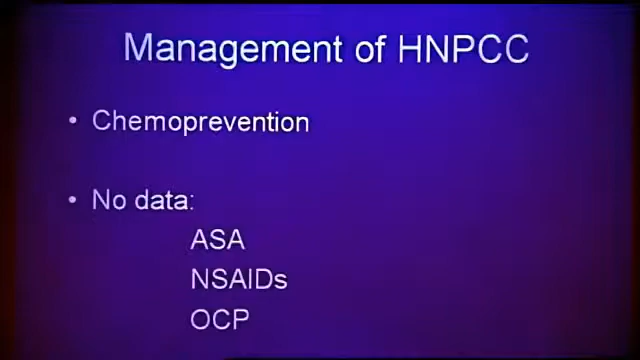 Management of HNPCC
• Chemoprevention
• No data:
ASA
NSAIDs
OCP